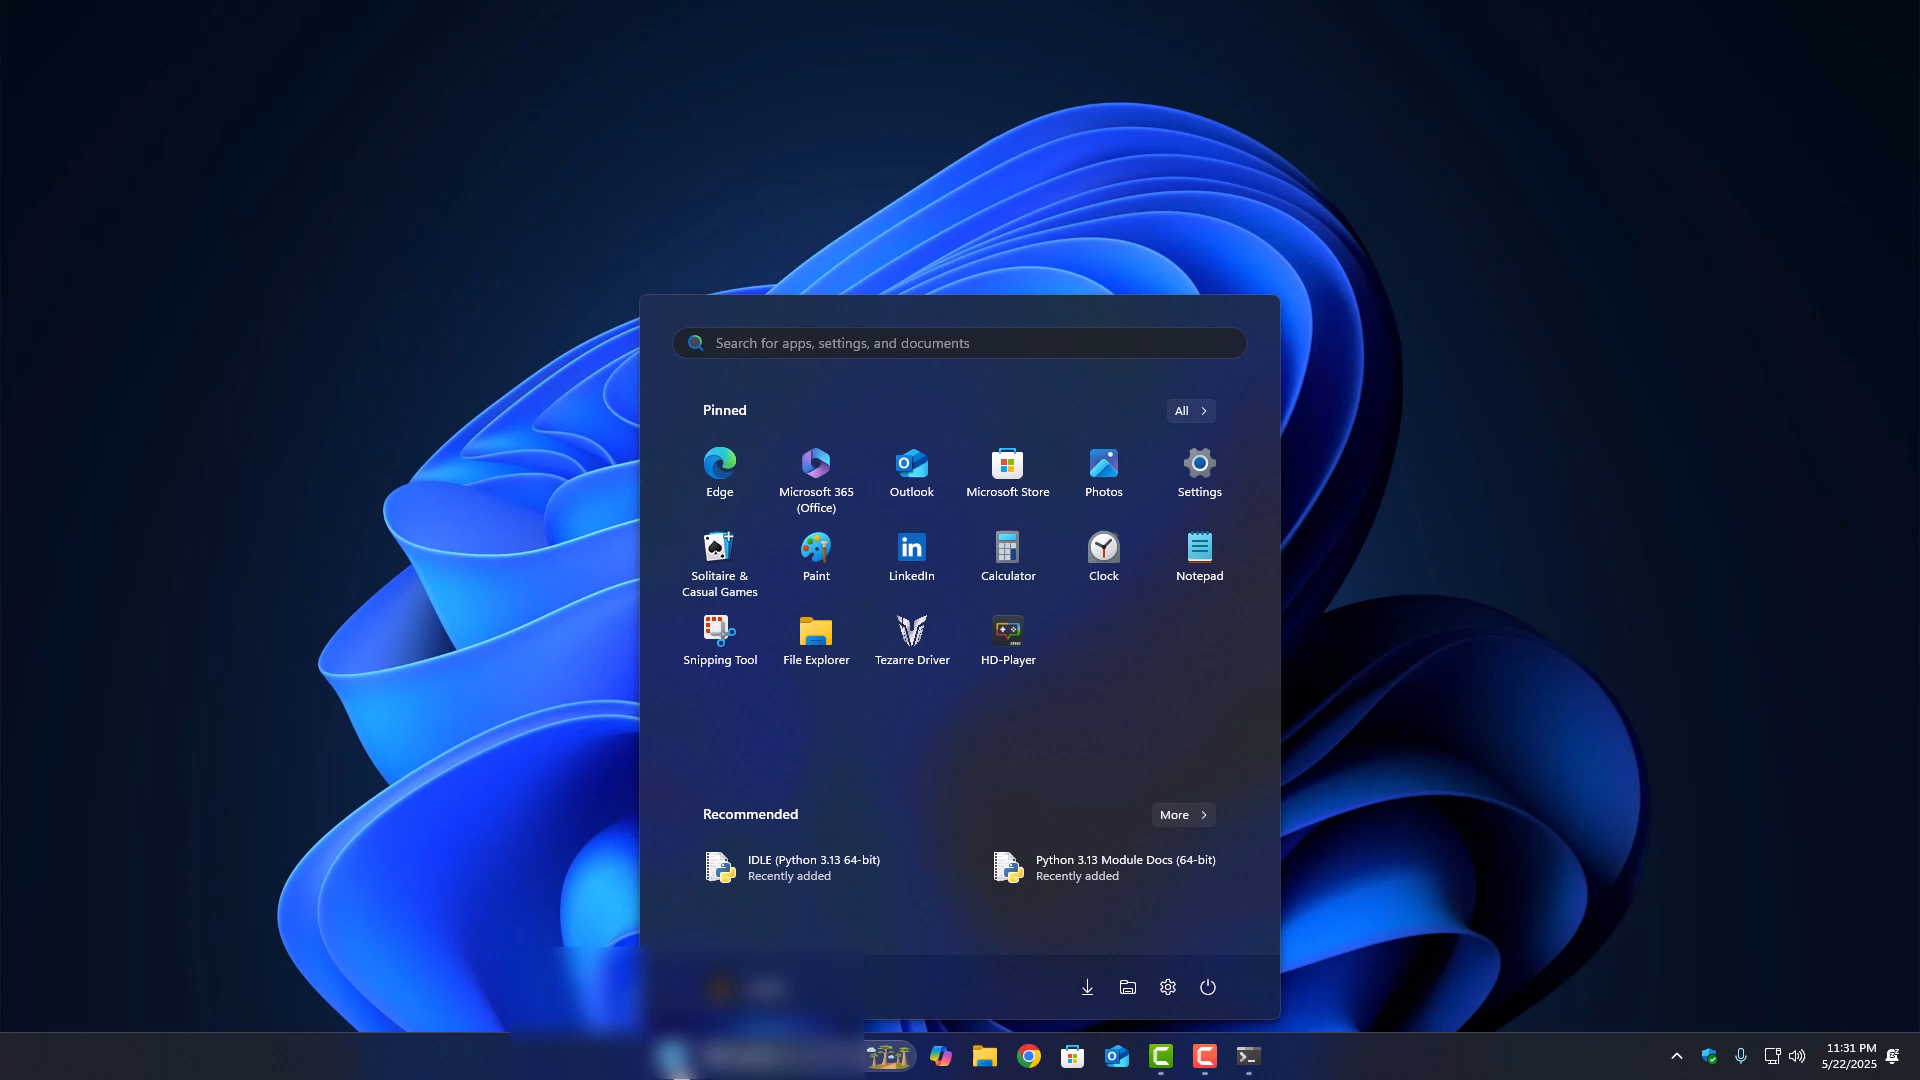 Search for apps, settings, and documents
Pinned
All
Edge
Microsoft 365
(Office)
Outlook
Microsoft Store
Photos
Settings
Solitaire &
Casual Games
Paint
LinkedIn
Calculator
Clock
Notepad
Snipping Tool
File Explorer
Tezarre Driver
HD-Player
Recommended
More
IDLE (Python 3.13 64-bit)
Recently added
Python 3.13 Module Docs (64-bit)
Recently added
11:31 PM
5/22/2025